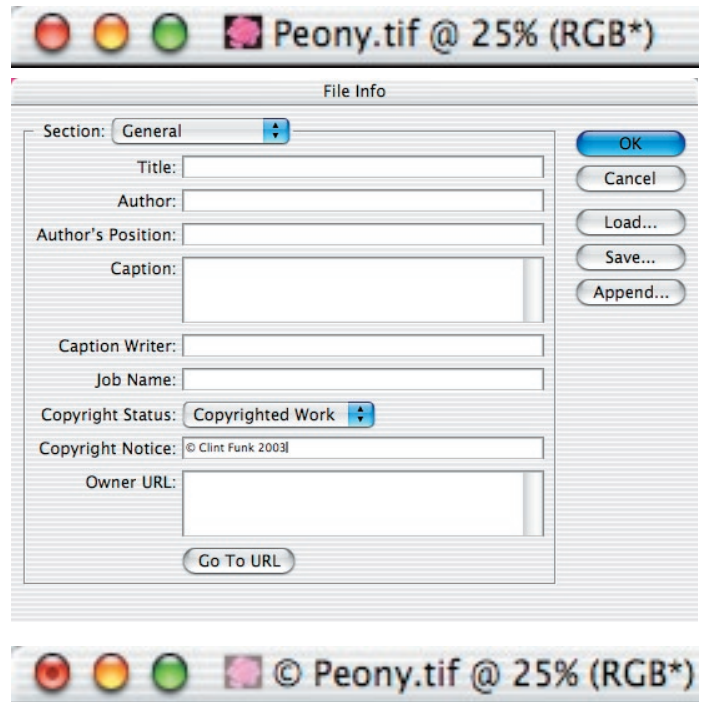 Peony.tif @ 25% (RGB*)
File Info
Section: General
OK
Title:
Cancel
Author:
Load...
Author's Position:
Save...
Caption:
Append...
Caption Writer:
Job Name:
Copyright Status: Copyrighted Work
Copyright Notice: © Clint Funk 2003
Owner URL:
Go To URL
© Peony.tif @ 25% (RGB*)